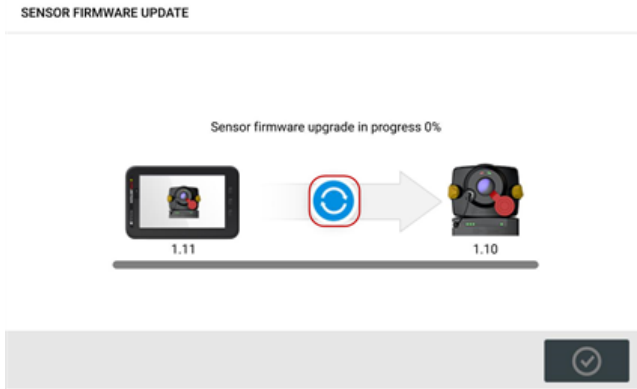 SENSOR FIRMWARE UPDATE
Sensor firmware upgrade in progress 0%
1.11
1.10